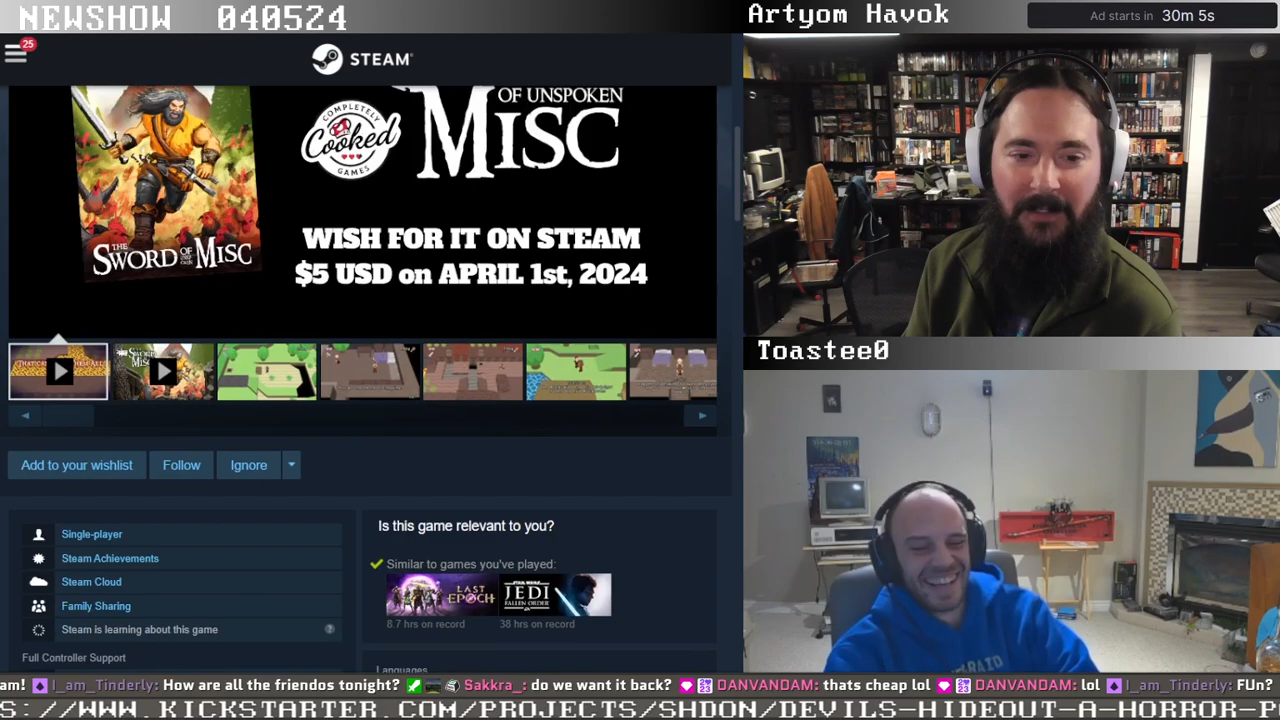 NEWSHOW 040524
Artyom Havok
Ad starts in 30m 5s
25
STEAM
OF UNSPOKEN
MISC
COMPLETELY
Cooked
GAMES
THE
SWORD OF MISC
WISH FOR IT ON STEAM
$5 USD on APRIL 1st, 2024
Toastee0
Add to your wishlist
Follow
Ignore
Is this game relevant to you?
Single-player
Steam Achievements
Steam Cloud
Family Sharing
Steam is learning about this game ?
Full Controller Support
Similar to games you've played:
LAST EPOCH
STAR WARS
JEDI
FALLEN ORDER
8.7 hrs on record
38 hrs on record
Languages
am! I_am_Tinderly: How are all the friendos tonight? Sakkra_: do we want it back? DANVANDAM: thats cheap lol DANVANDAM: lol I_am_Tinderly: FUn?
S://WWW.KICKSTARTER.COM/PROJECTS/SHDON/DEVILS-HIDEOUT-A-HORROR-P